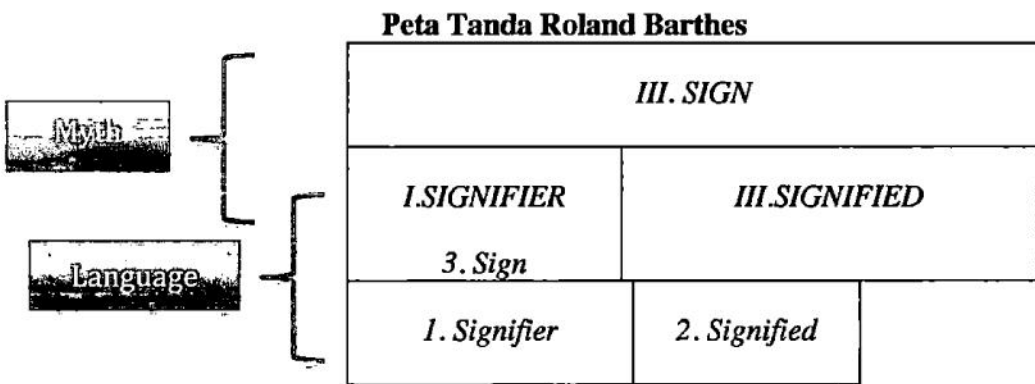 Peta Tanda Roland Barthes
III. SIGN
Myth
I.SIGNIFIER
III.SIGNIFIED
3. Sign
Language
1. Signifier
2. Signified